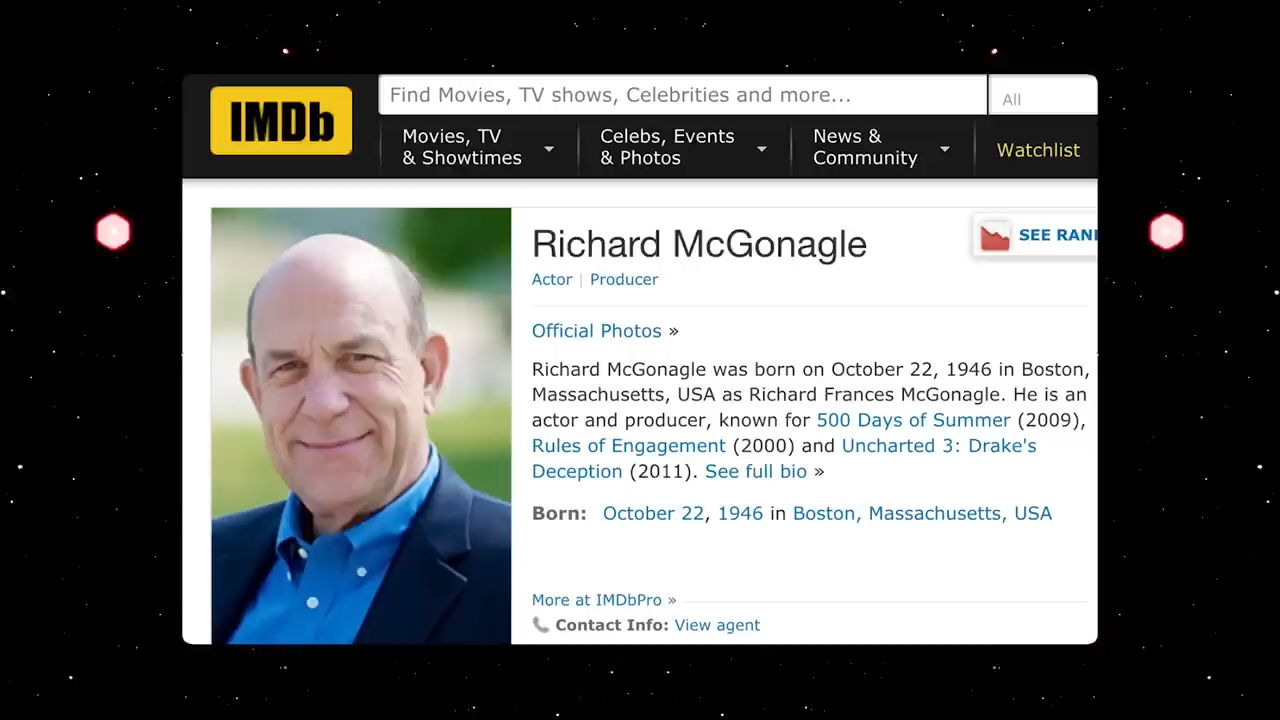 IMDb
Find Movies, TV shows, Celebrities and more...
All
Movies, TV
& Showtimes
Celebs, Events
& Photos
News &
Community
Watchlist
Richard McGonagle
SEE RAN
Actor | Producer
Official Photos »
Richard McGonagle was born on October 22, 1946 in Boston,
Massachusetts, USA as Richard Frances McGonagle. He is an
actor and producer, known for 500 Days of Summer (2009),
Rules of Engagement (2000) and Uncharted 3: Drake's
Deception (2011). See full bio »
Born: October 22, 1946 in Boston, Massachusetts, USA
More at IMDbPro »
Contact Info: View agent